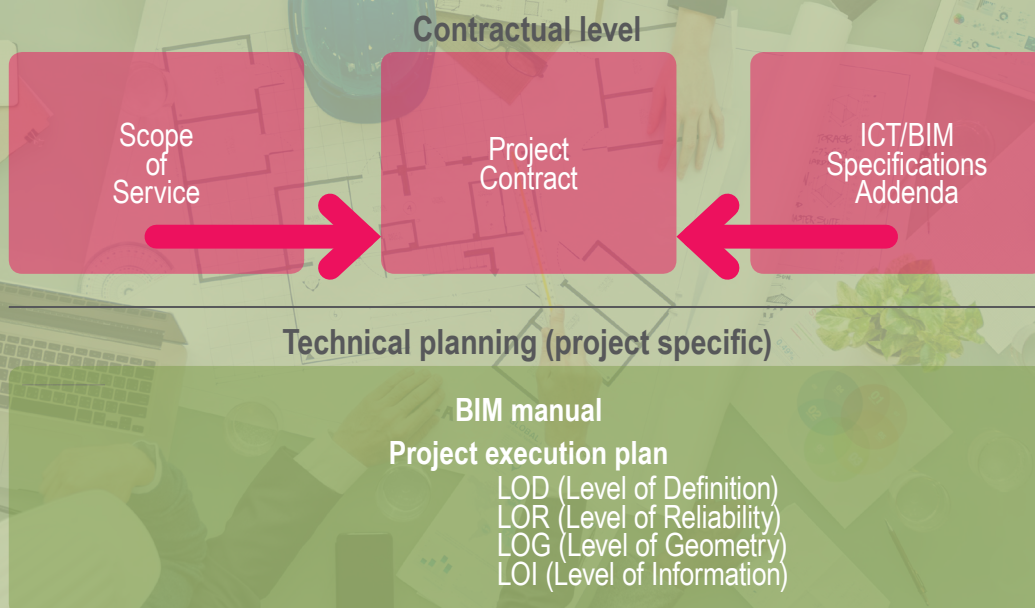 Contractual level
Scope
of
Service
Project
Contract
ICT/BIM
Specifications
Addenda
Technical planning (project specific)
BIM manual
Project execution plan
LOD (Level of Definition)
LOR (Level of Reliability)
LOG (Level of Geometry)
LOI (Level of Information)